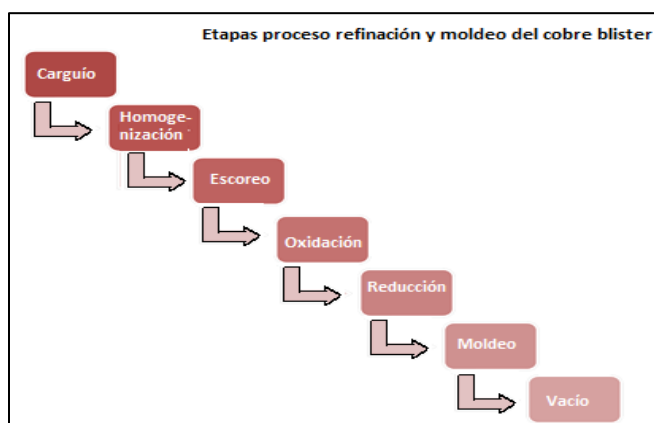 Etapas proceso refinación y moldeo del cobre blister
Carguío
Homoge-
nización
Escoreo
Oxidación
Reducción
Moldeo
Vacío